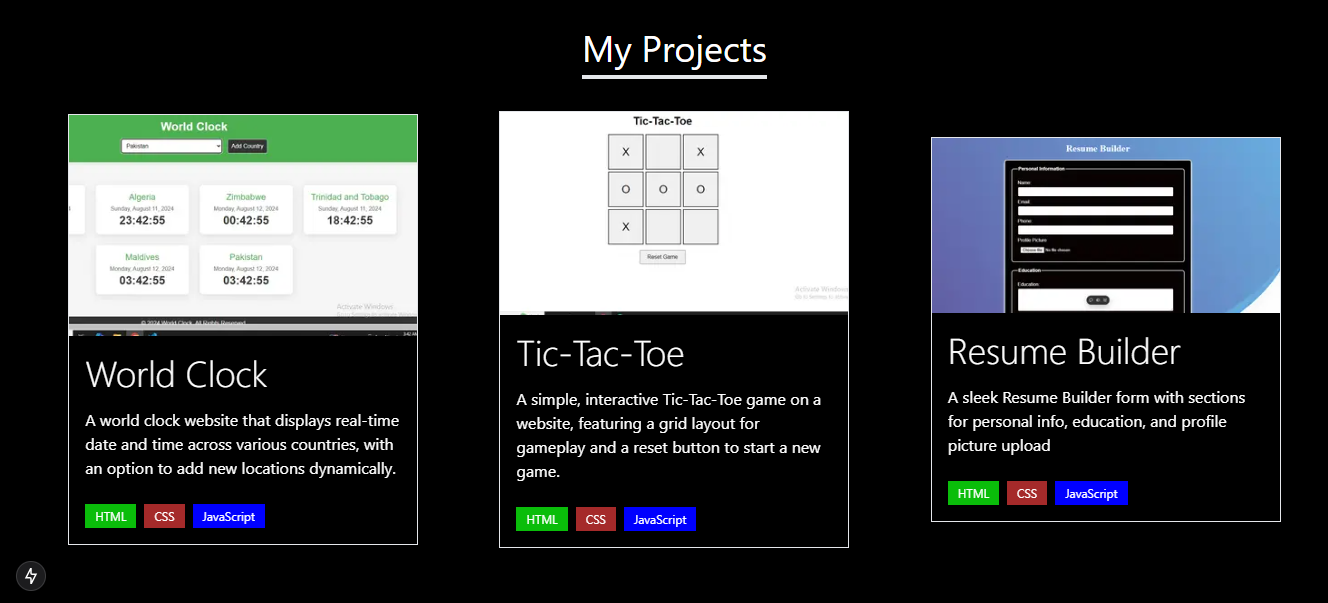 My Projects
World Clock
Pakistan
Add Country
Algeria
Sunday, August 11, 2024
23:42:55
Zimbabwe
Monday, August 12, 2024
00:42:55
Trinidad and Tobago
Sunday, August 11, 2024
18:42:55
Maldives
Monday, August 12, 2024
03:42:55
Pakistan
Monday, August 12, 2024
03:42:55
Activate Windows
© 2024 World Clock. All Rights Reserved
World Clock
A world clock website that displays real-time
date and time across various countries, with
an option to add new locations dynamically.
HTML CSS JavaScript
Tic-Tac-Toe
X X
O O O
X
Reset Game
Activate Windows
Tic-Tac-Toe
A simple, interactive Tic-Tac-Toe game on a
website, featuring a grid layout for
gameplay and a reset button to start a new
game.
HTML CSS JavaScript
Resume Builder
Personal Information
Name:
Email:
Phone:
Profile Picture:
Choose File No file chosen
Education
Education:
Resume Builder
A sleek Resume Builder form with sections
for personal info, education, and profile
picture upload
HTML CSS JavaScript